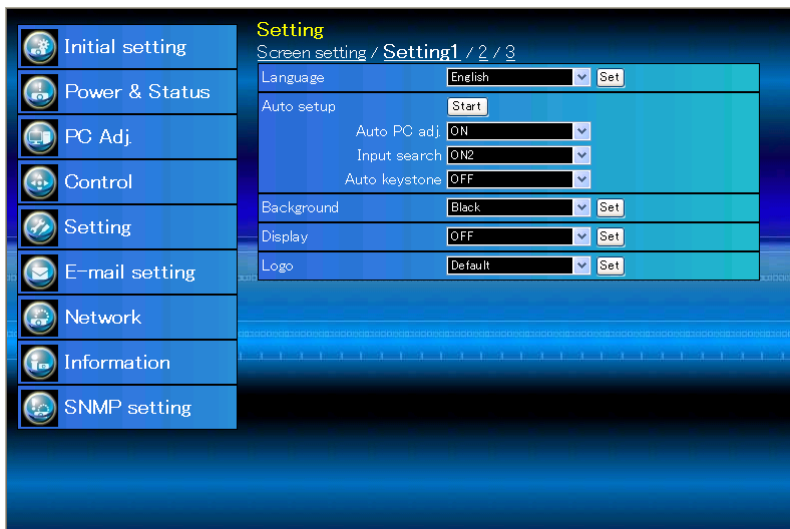 Initial setting
Power & Status
PC Adj.
Control
Setting
E-mail setting
Network
Information
SNMP setting
Setting
Screen setting / Setting1 / 2 / 3
Language English Set
Auto setup Start
Auto PC adj. ON
Input search ON2
Auto keystone OFF
Background Black Set
Display OFF Set
Logo Default Set